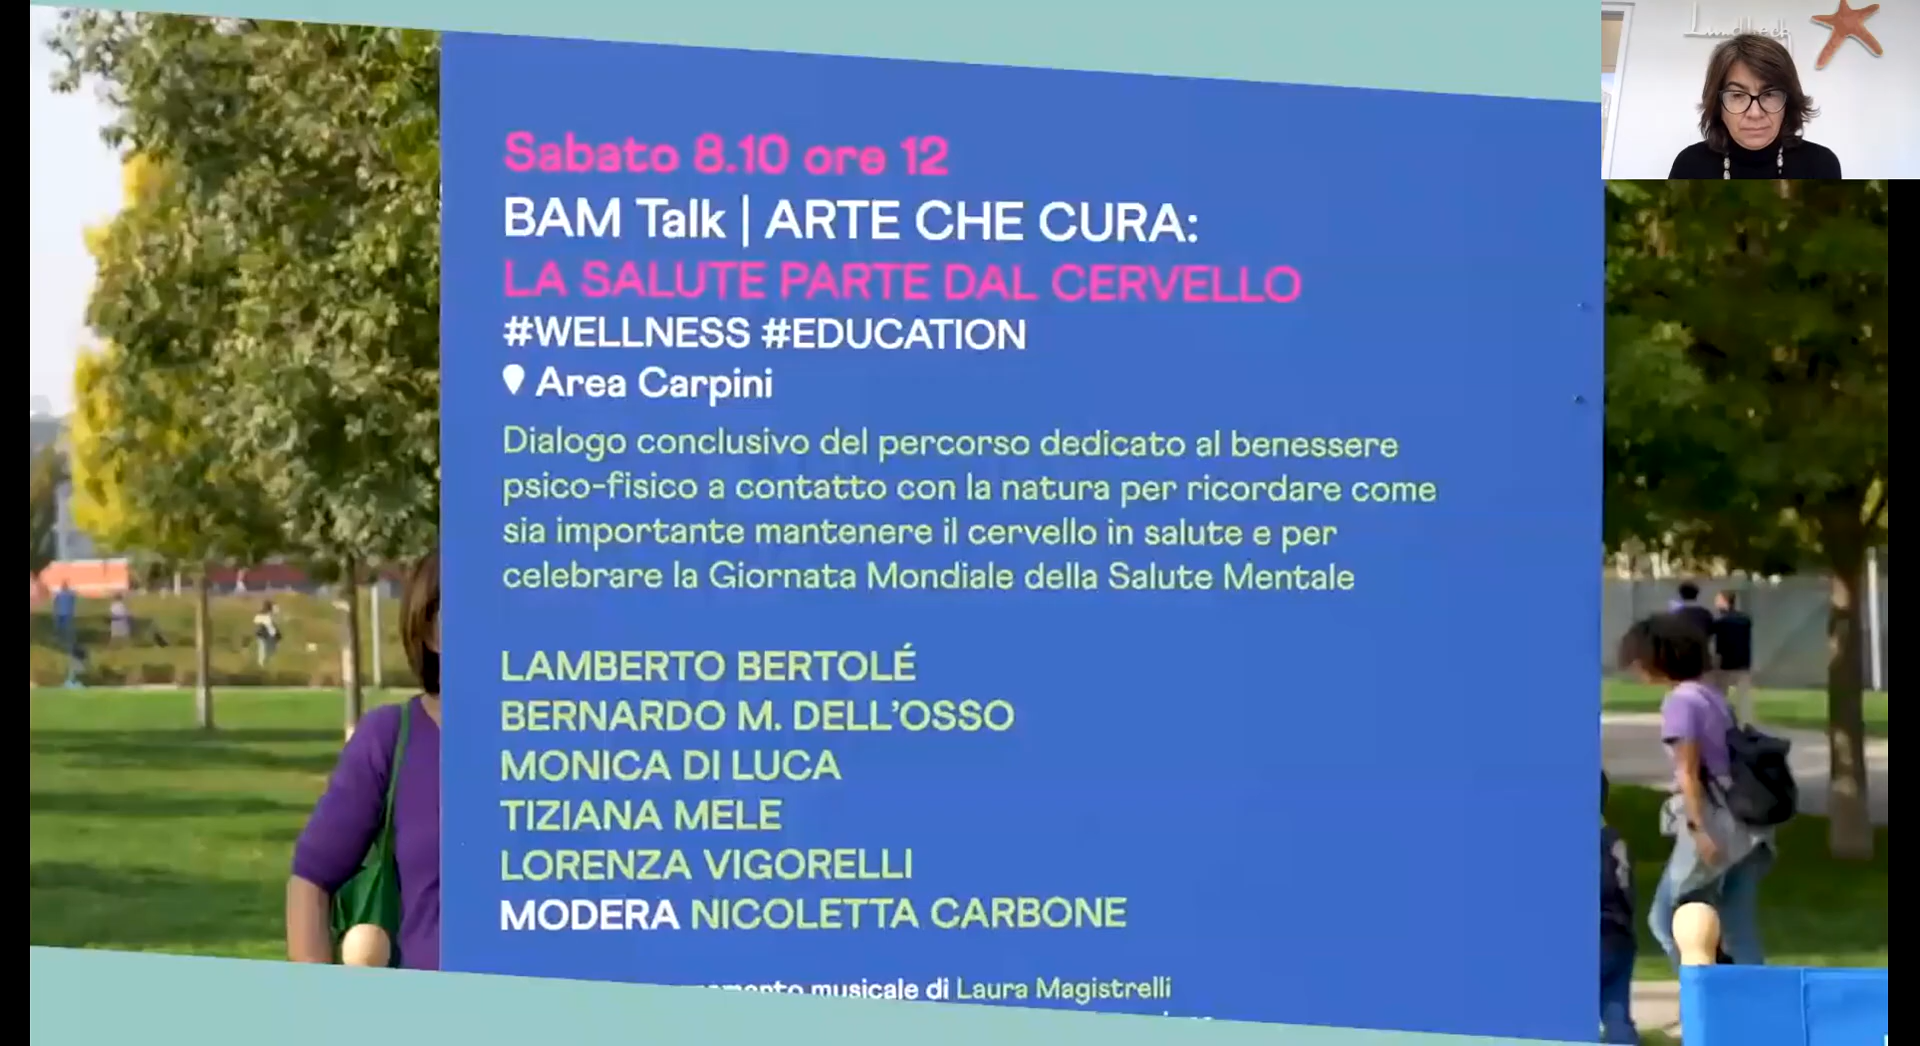 Lundbeck
Sabato 8.10 ore 12
BAM Talk | ARTE CHE CURA:
LA SALUTE PARTE DAL CERVELLO
#WELLNESS #EDUCATION
Area Carpini
Dialogo conclusivo del percorso dedicato al benessere
psico-fisico a contatto con la natura per ricordare come
sia importante mantenere il cervello in salute e per
celebrare la Giornata Mondiale della Salute Mentale
LAMBERTO BERTOLÉ
BERNARDO M. DELL'OSSO
MONICA DI LUCA
TIZIANA MELE
LORENZA VIGORELLI
MODERA NICOLETTA CARBONE
musicale di Laura Magistrelli